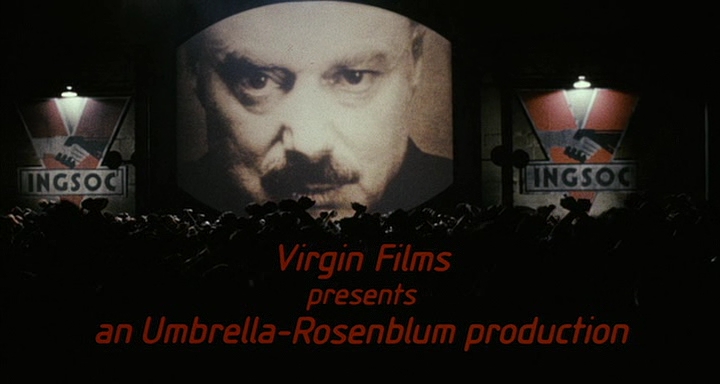 INGSOC
INGSOC
Virgin Films
presents
an Umbrella-Rosenblum production